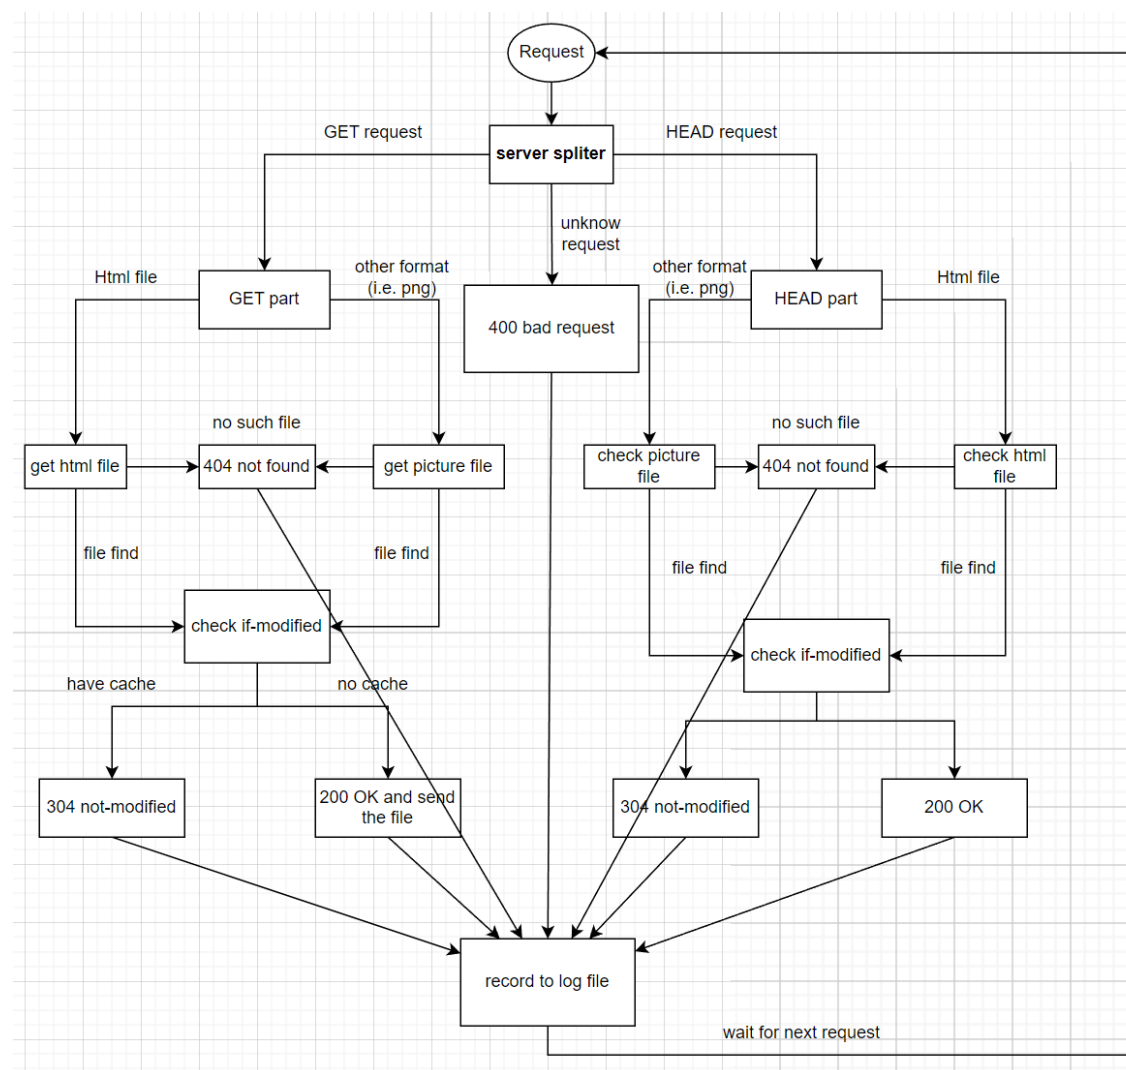 Request
GET request
HEAD request
server spliter
unknow
request
Html file
other format
(i.e. png)
other format
(i.e. png)
Html file
GET part
HEAD part
400 bad request
no such file
no such file
get html file
404 not found
get picture file
check picture
file
404 not found
check html
file
file find
file find
file find
file find
check if-modified
check if-modified
have cache
no cache
304 not-modified
200 OK and send
the file
304 not-modified
200 OK
record to log file
wait for next request